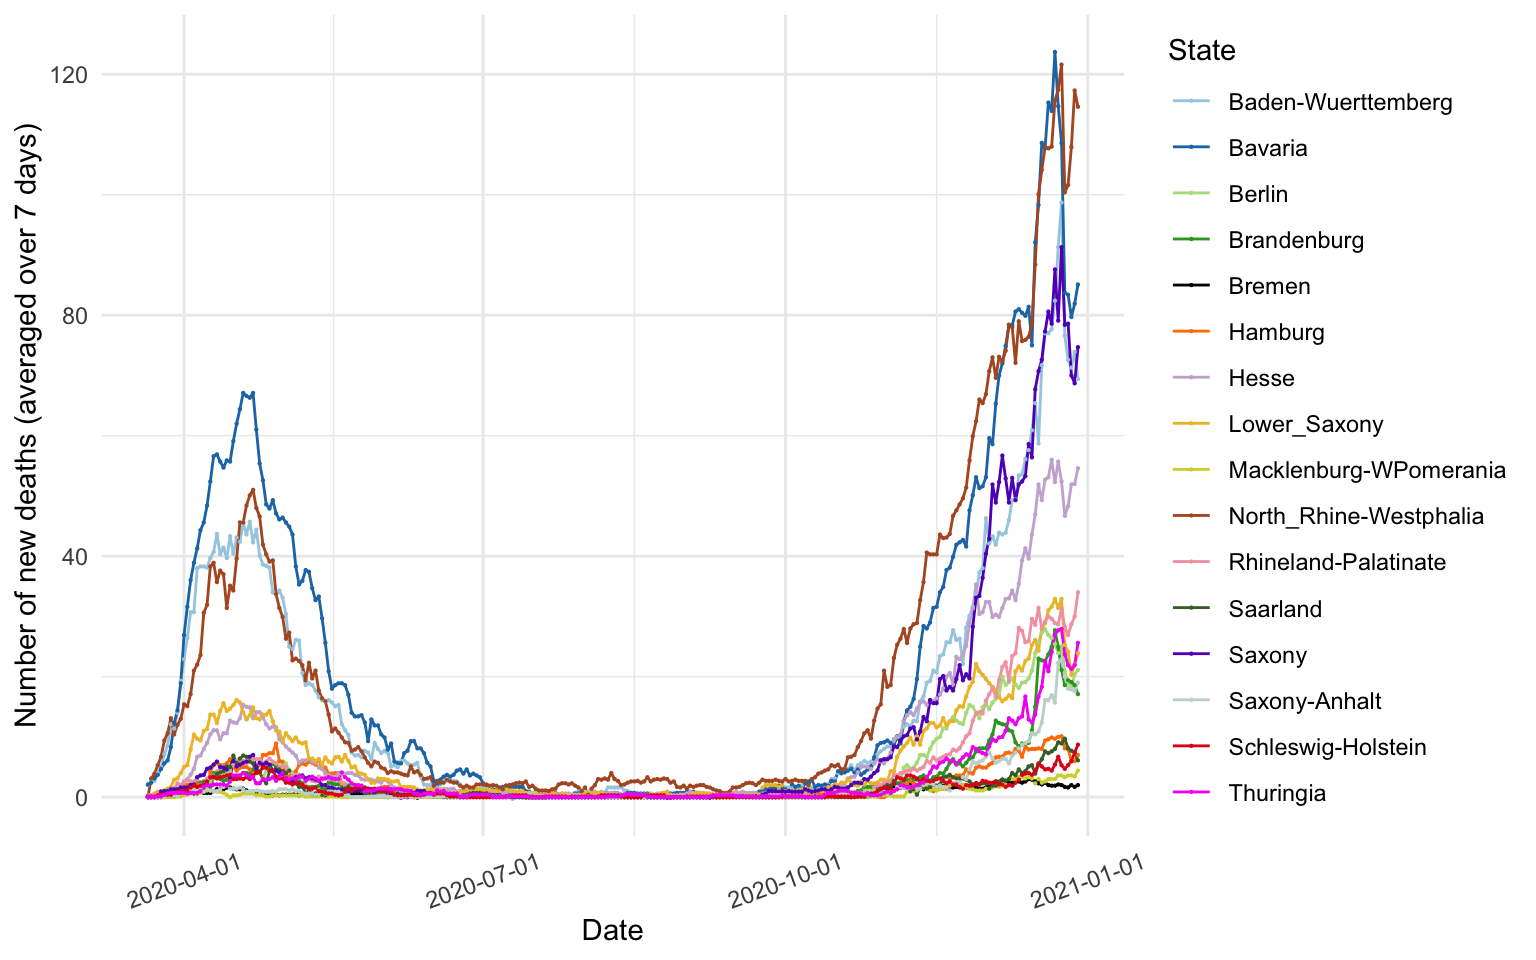 Number of new deaths (averaged over 7 days)
120
80
40
0
2020-04-01
2020-07-01
2020-10-01
2021-01-01
Date
State
Baden-Wuerttemberg
Bavaria
Berlin
Brandenburg
Bremen
Hamburg
Hesse
Lower_Saxony
Macklenburg-WPomerania
North_Rhine-Westphalia
Rhineland-Palatinate
Saarland
Saxony
Saxony-Anhalt
Schleswig-Holstein
Thuringia